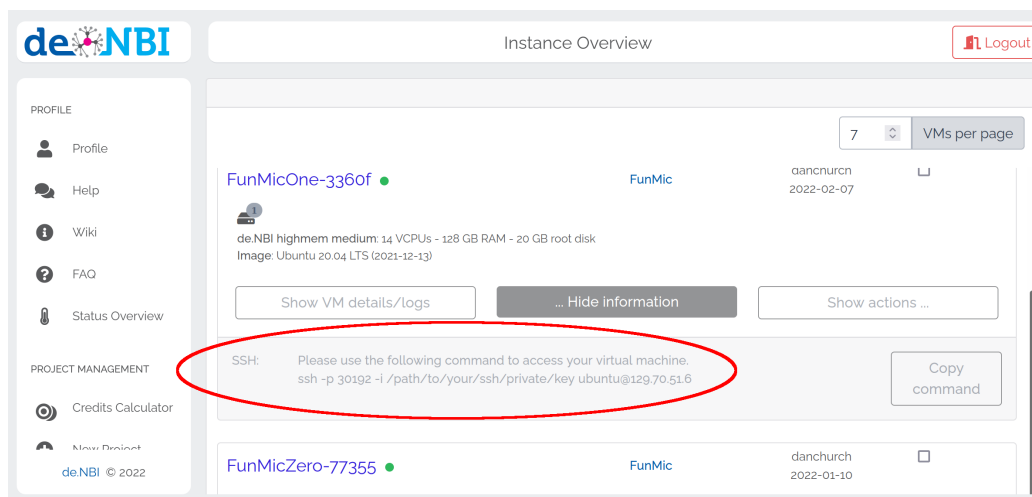 de.NBI
Instance Overview
Logout
PROFILE
Profile
Help
Wiki
FAQ
Status Overview
PROJECT MANAGEMENT
Credits Calculator
New Project
de.NBI © 2022
7 VMs per page
FunMicOne-3360f
FunMic
danchurch
2022-02-07
1
de.NBI highmem medium: 14 VCPUs - 128 GB RAM - 20 GB root disk
Image: Ubuntu 20.04 LTS (2021-12-13)
Show VM details/logs
... Hide information
Show actions ...
SSH: Please use the following command to access your virtual machine.
ssh -p 30192 -i /path/to/your/ssh/private/key ubuntu@129.70.51.6
Copy
command
FunMicZero-77355
FunMic
danchurch
2022-01-10